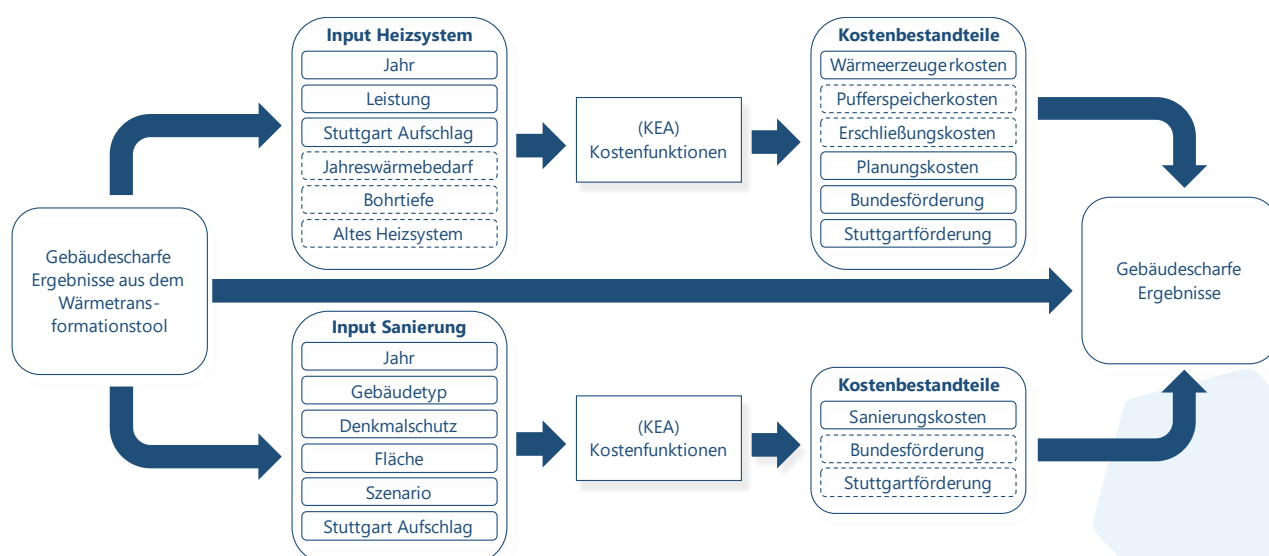 Gebäudescharfe
Ergebnisse aus dem
Wärmetrans-
formationstool
Input Heizsystem
Jahr
Leistung
Stuttgart Aufschlag
Jahreswärmebedarf
Bohrtiefe
Altes Heizsystem
(KEA)
Kostenfunktionen
Kostenbestandteile
Wärmeerzeugerkosten
Pufferspeicherkosten
Erschließungskosten
Planungskosten
Bundesförderung
Stuttgartförderung
Input Sanierung
Jahr
Gebäudetyp
Denkmalschutz
Fläche
Szenario
Stuttgart Aufschlag
(KEA)
Kostenfunktionen
Kostenbestandteile
Sanierungskosten
Bundesförderung
Stuttgartförderung
Gebäudescharfe
Ergebnisse